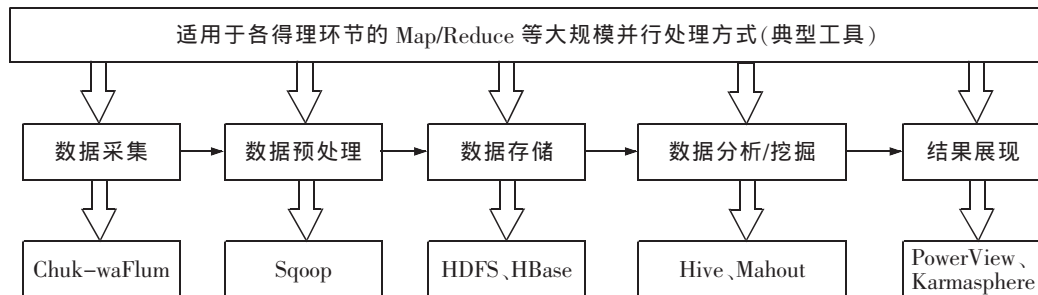 适用于各得理环节的 Map/Reduce 等大规模并行处理方式(典型工具)
数据采集
数据预处理
数据存储
数据分析/挖掘
结果展现
Chuk-waFlum
Sqoop
HDFS、HBase
Hive、Mahout
PowerView、
Karmasphere